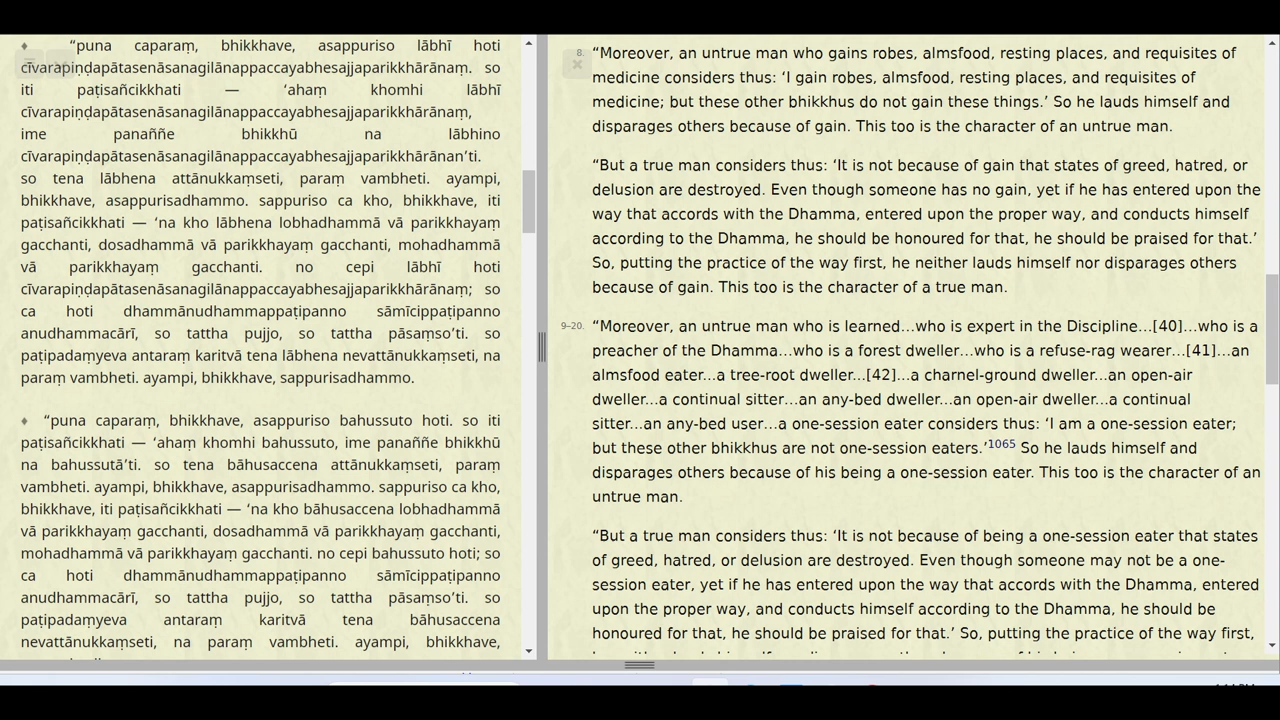 ♦ “puna caparaṃ, bhikkhave, asappuriso lābhī hoti
cīvarapiṇḍapātasenāsanagilānappaccayabhesajjaparikkhārānaṃ. so
iti paṭisañcikkhati — ‘ahaṃ khomhi lābhī
cīvarapiṇḍapātasenāsanagilānappaccayabhesajjaparikkhārānaṃ,
ime panaññe bhikkhū na lābhino
cīvarapiṇḍapātasenāsanagilānappaccayabhesajjaparikkhārānan’ti.
so tena lābhena attānukkaṃseti, paraṃ vambheti. ayampi,
bhikkhave, asappurisadhammo. sappuriso ca kho, bhikkhave, iti
paṭisañcikkhati — ‘na kho lābhena lobhadhammā vā parikkhayaṃ
gacchanti, dosadhammā vā parikkhayaṃ gacchanti, mohadhammā
vā parikkhayaṃ gacchanti. no cepi lābhī hoti
cīvarapiṇḍapātasenāsanagilānappaccayabhesajjaparikkhārānaṃ; so
ca hoti dhammānudhammappaṭipanno sāmīcippaṭipanno
anudhammacārī, so tattha pujjo, so tattha pāsaṃso’ti. so
paṭipadaṃyeva antaraṃ karitvā tena lābhena nevattānukkaṃseti, na
paraṃ vambheti. ayampi, bhikkhave, sappurisadhammo.
♦ “puna caparaṃ, bhikkhave, asappuriso bahussuto hoti. so iti
paṭisañcikkhati — ‘ahaṃ khomhi bahussuto, ime panaññe bhikkhū
na bahussutā’ti. so tena bāhusaccena attānukkaṃseti, paraṃ
vambheti. ayampi, bhikkhave, asappurisadhammo. sappuriso ca kho,
bhikkhave, iti paṭisañcikkhati — ‘na kho bāhusaccena lobhadhammā
vā parikkhayaṃ gacchanti, dosadhammā vā parikkhayaṃ gacchanti,
mohadhammā vā parikkhayaṃ gacchanti. no cepi bahussuto hoti; so
ca hoti dhammānudhammappaṭipanno sāmīcippaṭipanno
anudhammacārī, so tattha pujjo, so tattha pāsaṃso’ti. so
paṭipadaṃyeva antaraṃ karitvā tena bāhusaccena
nevattānukkaṃseti, na paraṃ vambheti. ayampi, bhikkhave,
8. “Moreover, an untrue man who gains robes, almsfood, resting places, and requisites of
medicine considers thus: ‘I gain robes, almsfood, resting places, and requisites of
medicine; but these other bhikkhus do not gain these things.’ So he lauds himself and
disparages others because of gain. This too is the character of an untrue man.
“But a true man considers thus: ‘It is not because of gain that states of greed, hatred, or
delusion are destroyed. Even though someone has no gain, yet if he has entered upon the
way that accords with the Dhamma, entered upon the proper way, and conducts himself
according to the Dhamma, he should be honoured for that, he should be praised for that.’
So, putting the practice of the way first, he neither lauds himself nor disparages others
because of gain. This too is the character of a true man.
9–20. “Moreover, an untrue man who is learned…who is expert in the Discipline…[40]…who is a
preacher of the Dhamma…who is a forest dweller…who is a refuse-rag wearer…[41]…an
almsfood eater…a tree-root dweller…[42]…a charnel-ground dweller…an open-air
dweller…a continual sitter…an any-bed dweller…an open-air dweller…a continual
sitter…an any-bed user…a one-session eater considers thus: ‘I am a one-session eater;
but these other bhikkhus are not one-session eaters.’1065 So he lauds himself and
disparages others because of his being a one-session eater. This too is the character of an
untrue man.
“But a true man considers thus: ‘It is not because of being a one-session eater that states
of greed, hatred, or delusion are destroyed. Even though someone may not be a one-
session eater, yet if he has entered upon the way that accords with the Dhamma, entered
upon the proper way, and conducts himself according to the Dhamma, he should be
honoured for that, he should be praised for that.’ So, putting the practice of the way first,